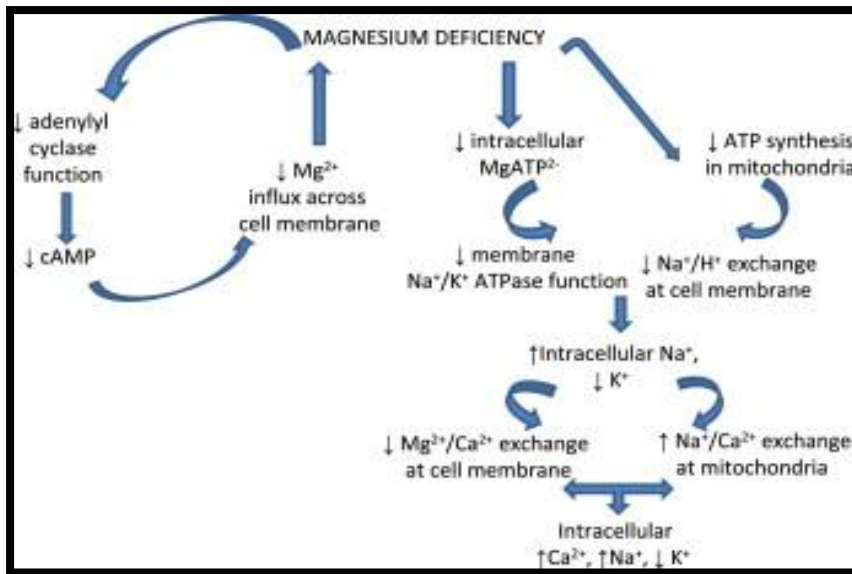 MAGNESIUM DEFICIENCY
↓ adenylyl
cyclase
function
↓ cAMP
↓ Mg²⁺
influx across
cell membrane
↓ intracellular
MgATP²⁻
↓ ATP synthesis
in mitochondria
↓ membrane
Na⁺/K⁺ ATPase function
↓ Na⁺/H⁺ exchange
at cell membrane
↑Intracellular Na⁺,
↓ K⁺
↓ Mg²⁺/Ca²⁺ exchange
at cell membrane
↑ Na⁺/Ca²⁺ exchange
at mitochondria
Intracellular
↑Ca²⁺, ↑Na⁺, ↓ K⁺